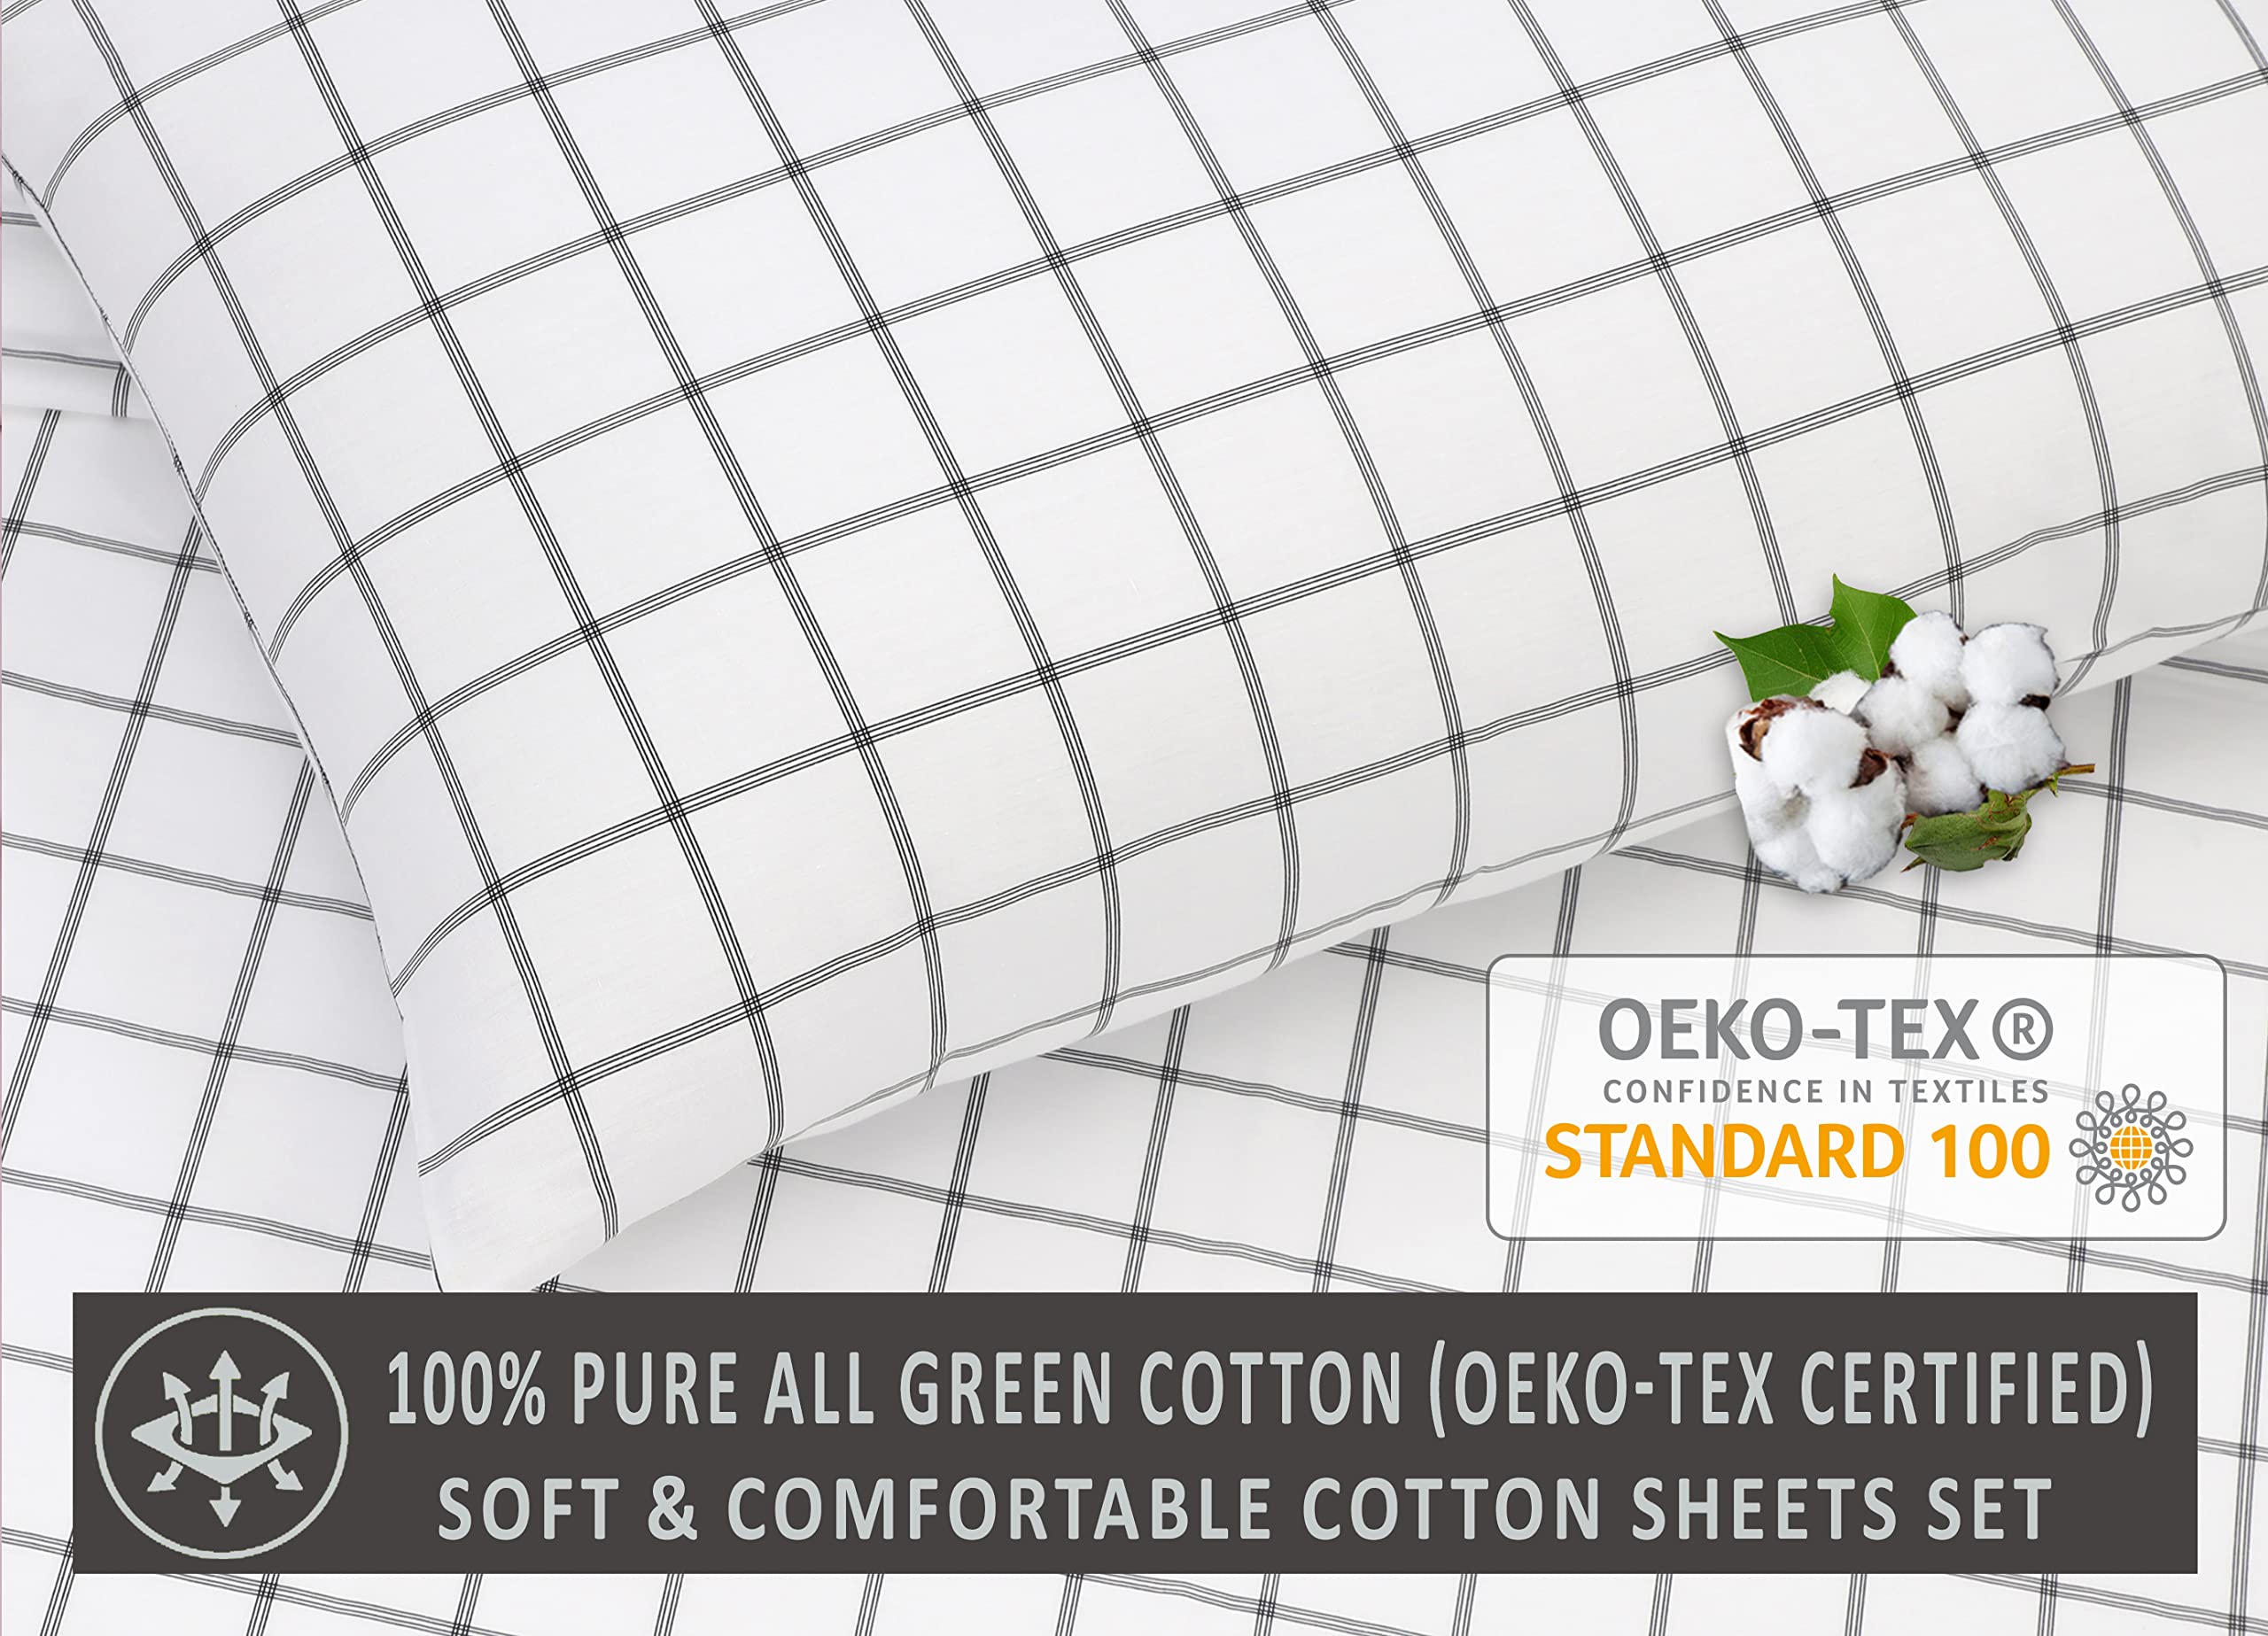 OEKO-TEX®
CONFIDENCE IN TEXTILES
STANDARD 100
100% PURE ALL GREEN COTTON (OEKO-TEX CERTIFIED)
SOFT & COMFORTABLE COTTON SHEETS SET